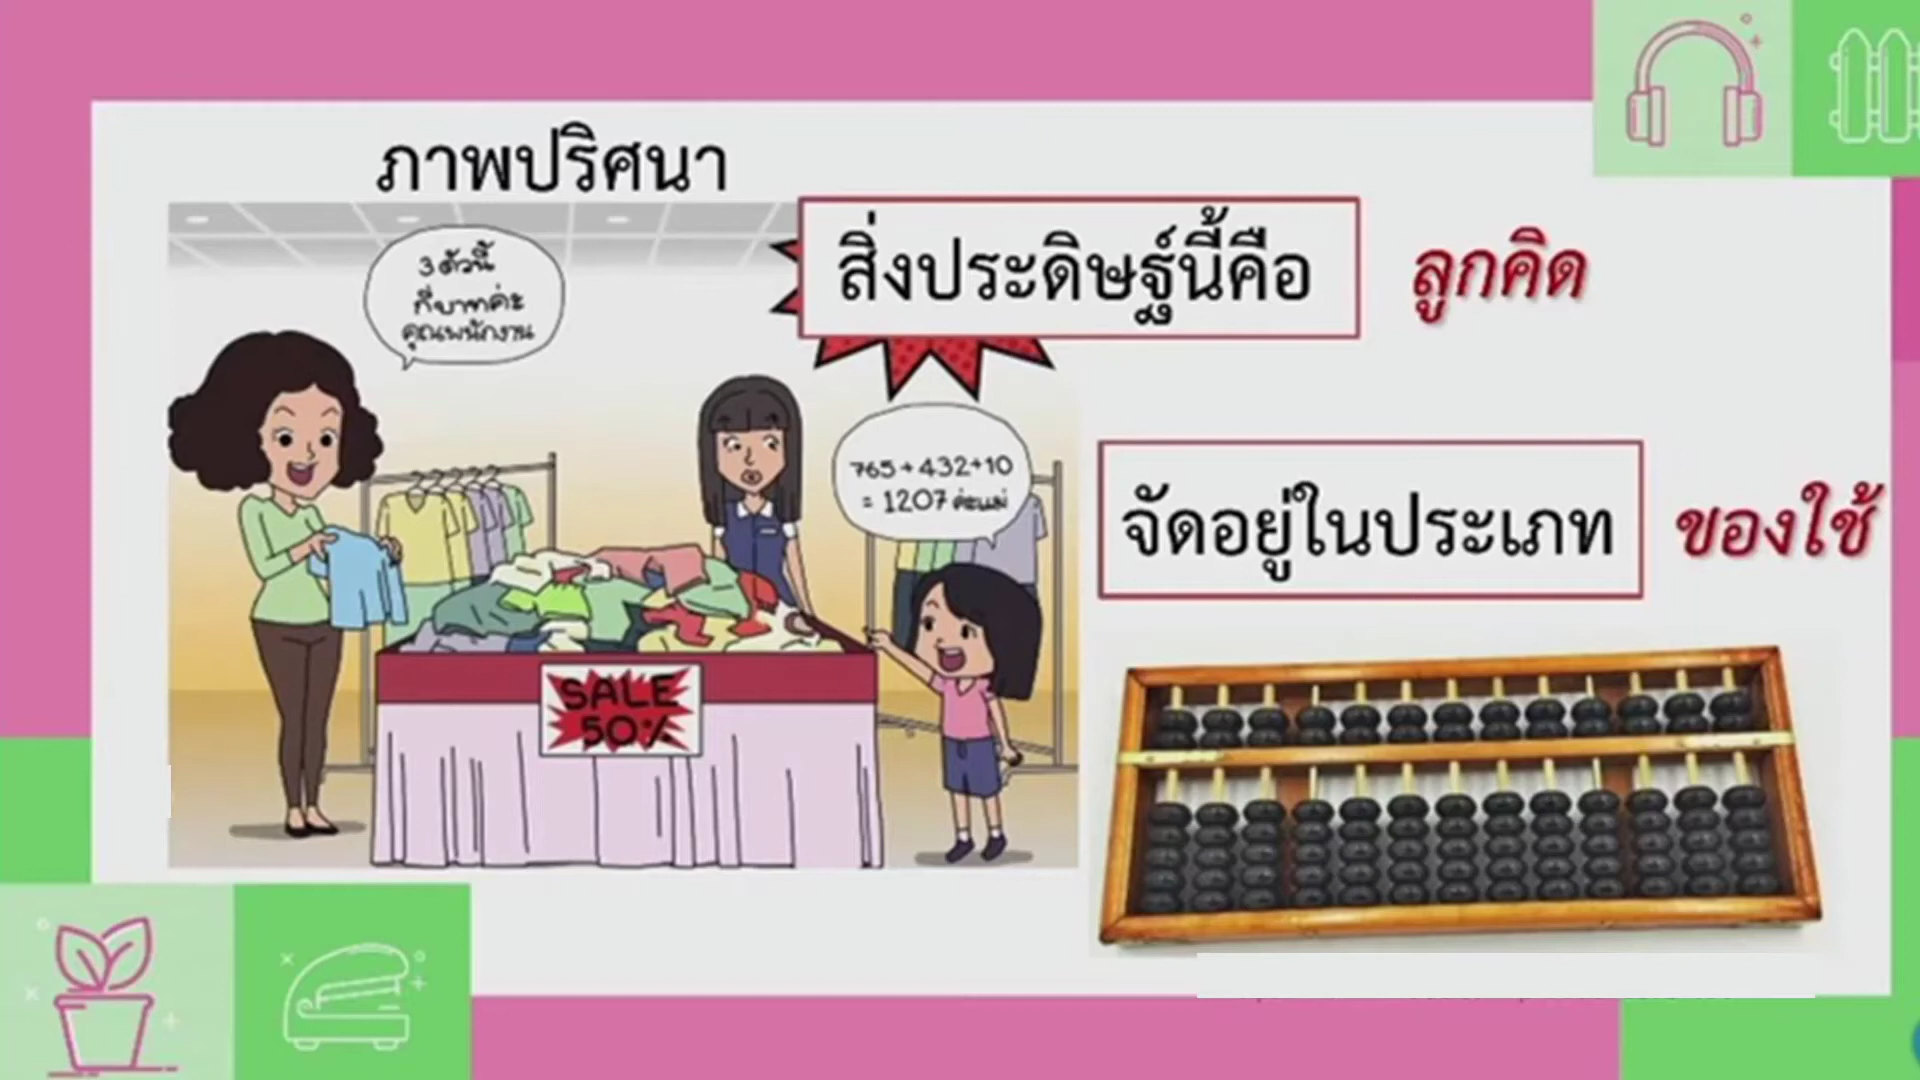 ภาพปริศนา
3 ตัวนี้
กี่บาทคะ
คุณพนักงาน
สิ่งประดิษฐ์นี้คือ
ลูกคิด
765+432+10
= 1207 ค่ะแม่
จัดอยู่ในประเภท
ของใช้
SALE
50%